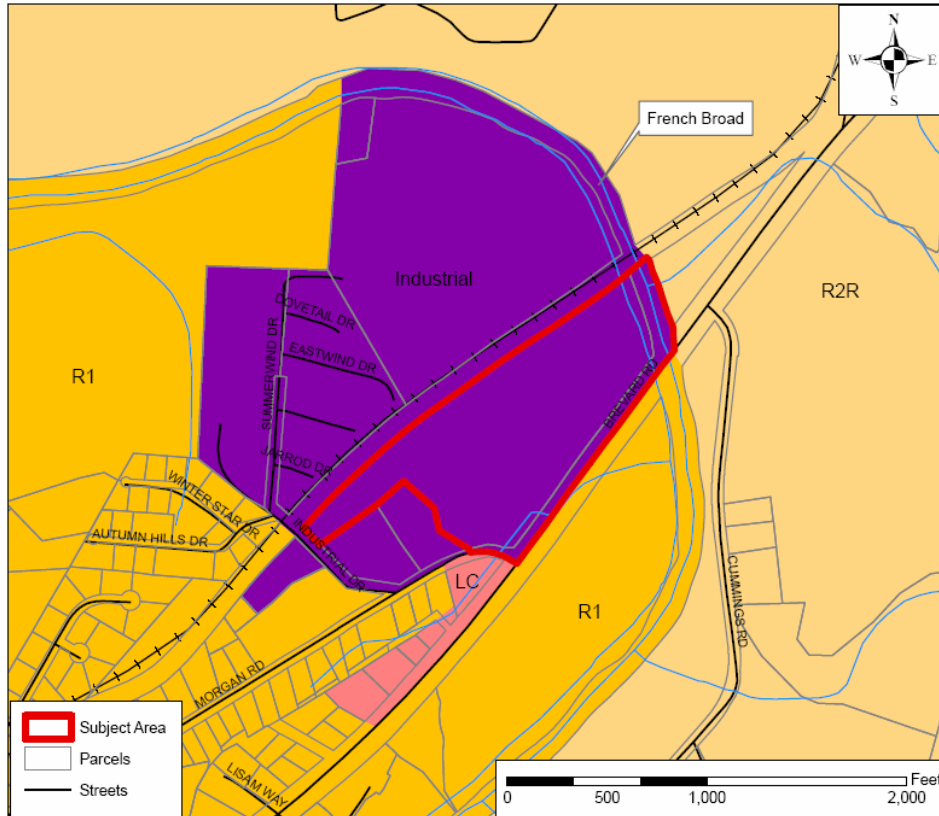 N
W E
S
French Broad
Industrial
R2R
DOVETAIL DR
EASTWIND DR
SUMMERWIND DR
R1
BREVARD RD
JARROD DR
WINTER STAR DR
INDUSTRIAL DR
AUTUMN HILLS DR
LC
CUMMINGS RD
R1
MORGAN RD
LISAM WAY
Subject Area
Parcels
Streets
Feet
0 500 1,000 2,000